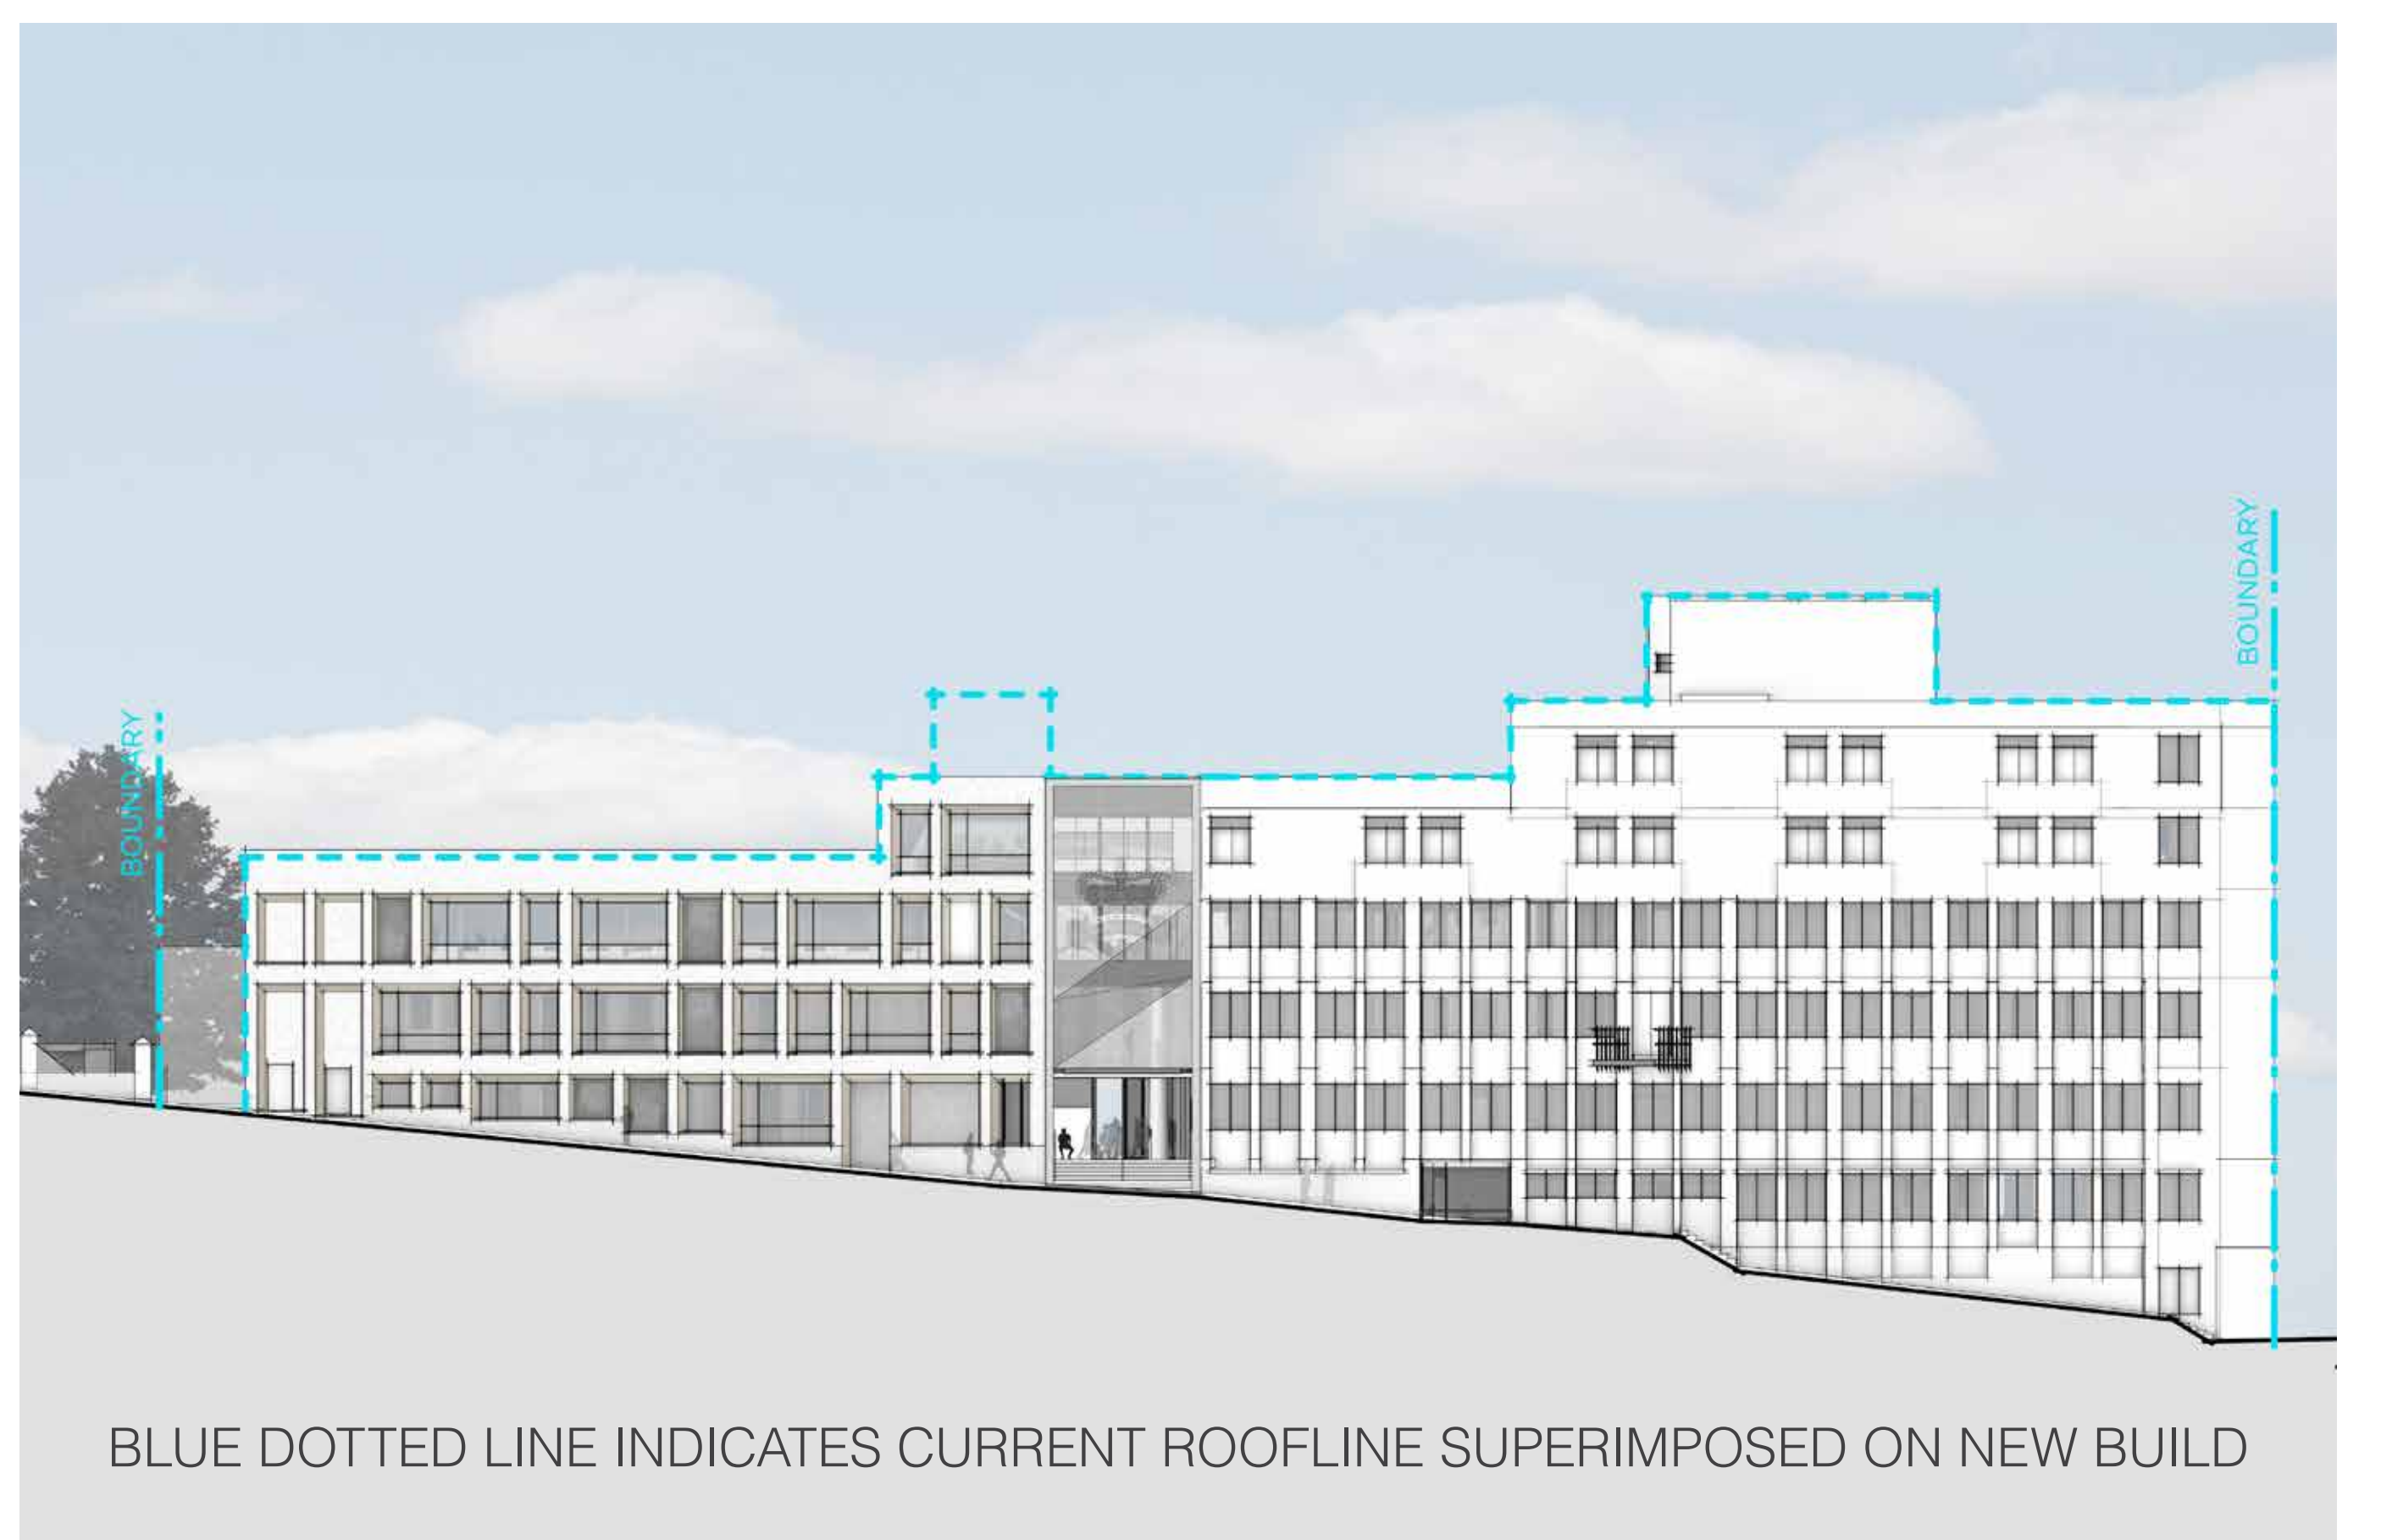 BOUNDARY
BOUNDARY
BLUE DOTTED LINE INDICATES CURRENT ROOFLINE SUPERIMPOSED ON NEW BUILD